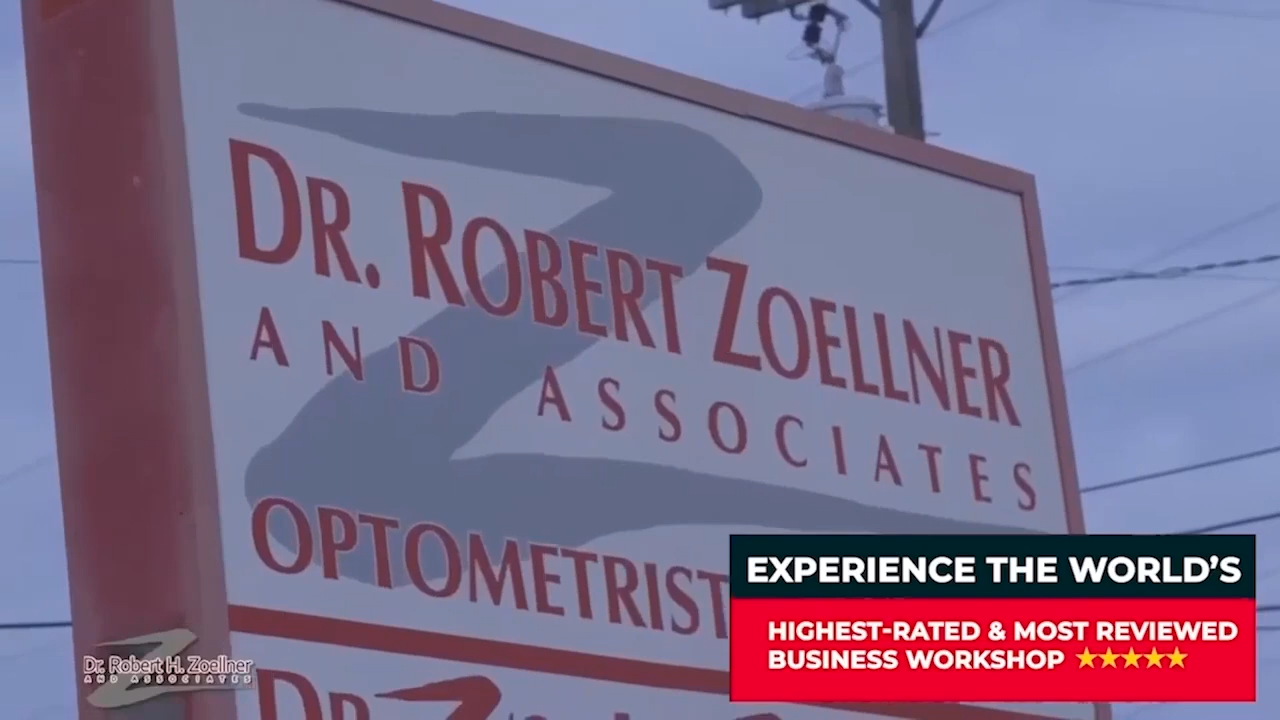 DR. ROBERT ZOELLNER
AND ASSOCIATES
OPTOMETRIST
DR
EXPERIENCE THE WORLD'S
HIGHEST-RATED & MOST REVIEWED
BUSINESS WORKSHOP
Dr. Robert H. Zoellner
AND ASSOCIATES